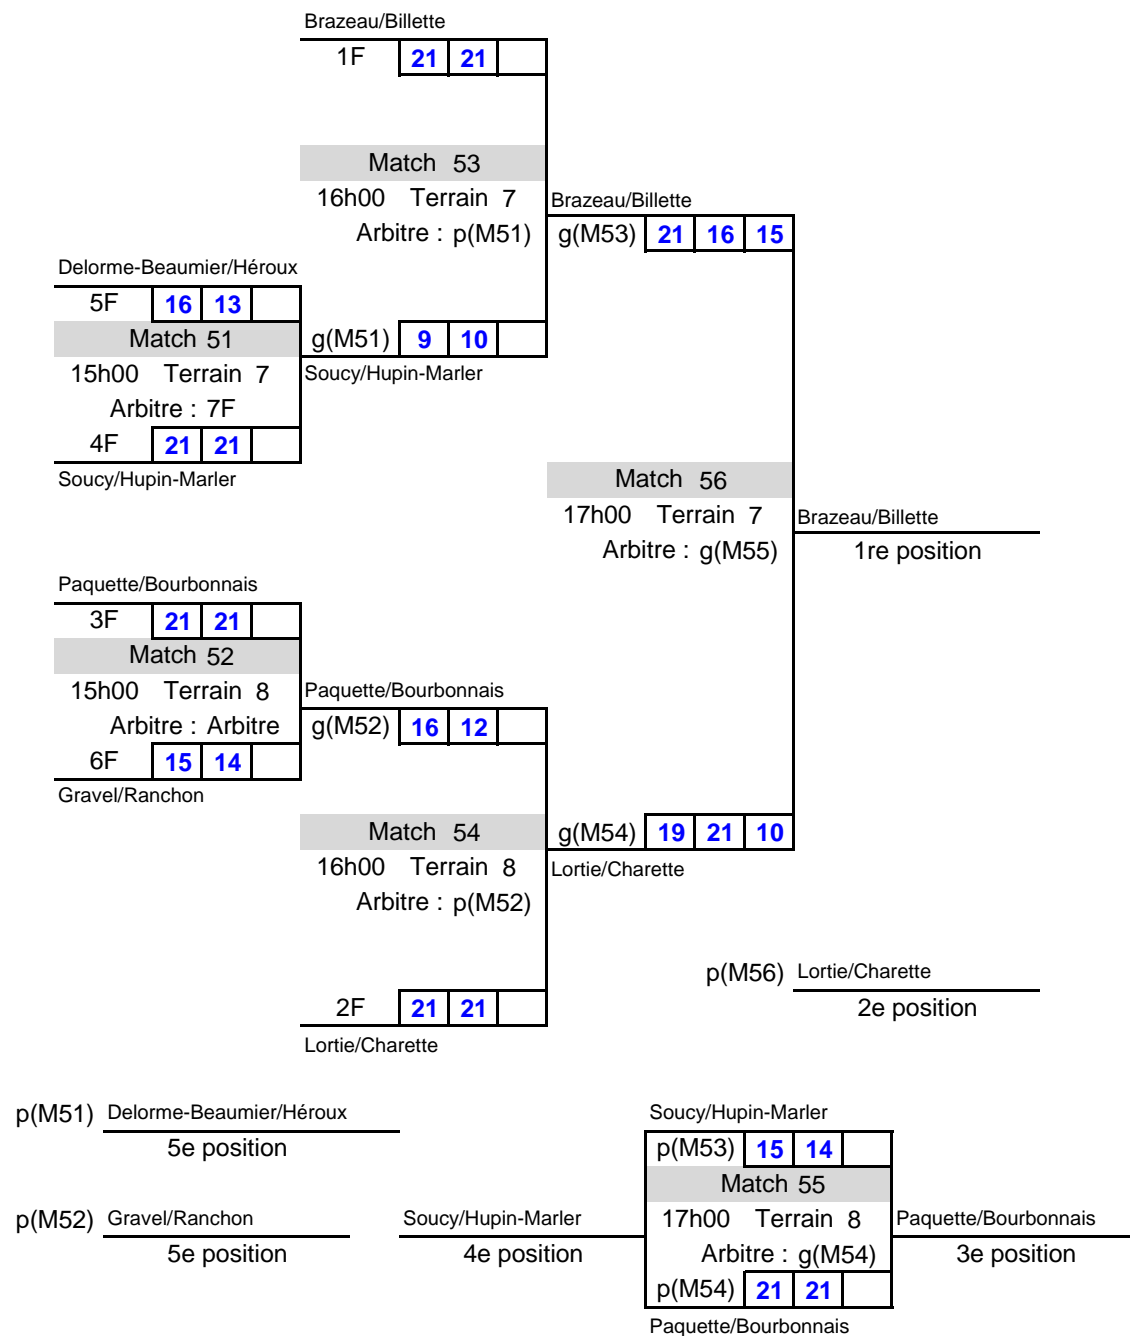 Brazeau/Billette
1F 21 21
Match 53
16h00 Terrain 7
Arbitre : p(M51)
Brazeau/Billette
g(M53) 21 16 15
Delorme-Beaumier/Héroux
5F 16 13
Match 51
15h00 Terrain 7
Arbitre : 7F
4F 21 21
Soucy/Hupin-Marler
g(M51) 9 10
Soucy/Hupin-Marler
Match 56
17h00 Terrain 7
Arbitre : g(M55)
Brazeau/Billette
1re position
Paquette/Bourbonnais
3F 21 21
Match 52
15h00 Terrain 8
Arbitre : Arbitre
6F 15 14
Gravel/Ranchon
Paquette/Bourbonnais
g(M52) 16 12
Match 54
16h00 Terrain 8
Arbitre : p(M52)
g(M54) 19 21 10
Lortie/Charette
2F 21 21
Lortie/Charette
p(M56) Lortie/Charette
2e position
p(M51) Delorme-Beaumier/Héroux
5e position
p(M52) Gravel/Ranchon
5e position
Soucy/Hupin-Marler
4e position
Soucy/Hupin-Marler
p(M53) 15 14
Match 55
17h00 Terrain 8
Arbitre : g(M54)
p(M54) 21 21
Paquette/Bourbonnais
Paquette/Bourbonnais
3e position